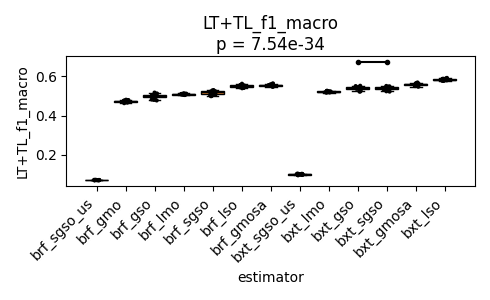 LT+TL_f1_macro
p = 7.54e-34
LT+TL_f1_macro
0.6
0.4
0.2
brf_sgso_us
brf_gmo
brf_gso
brf_lmo
brf_sgso
brf_lso
brf_gmosa
bxt_sgso_us
bxt_lmo
bxt_gso
bxt_sgso
bxt_gmosa
bxt_lso
estimator